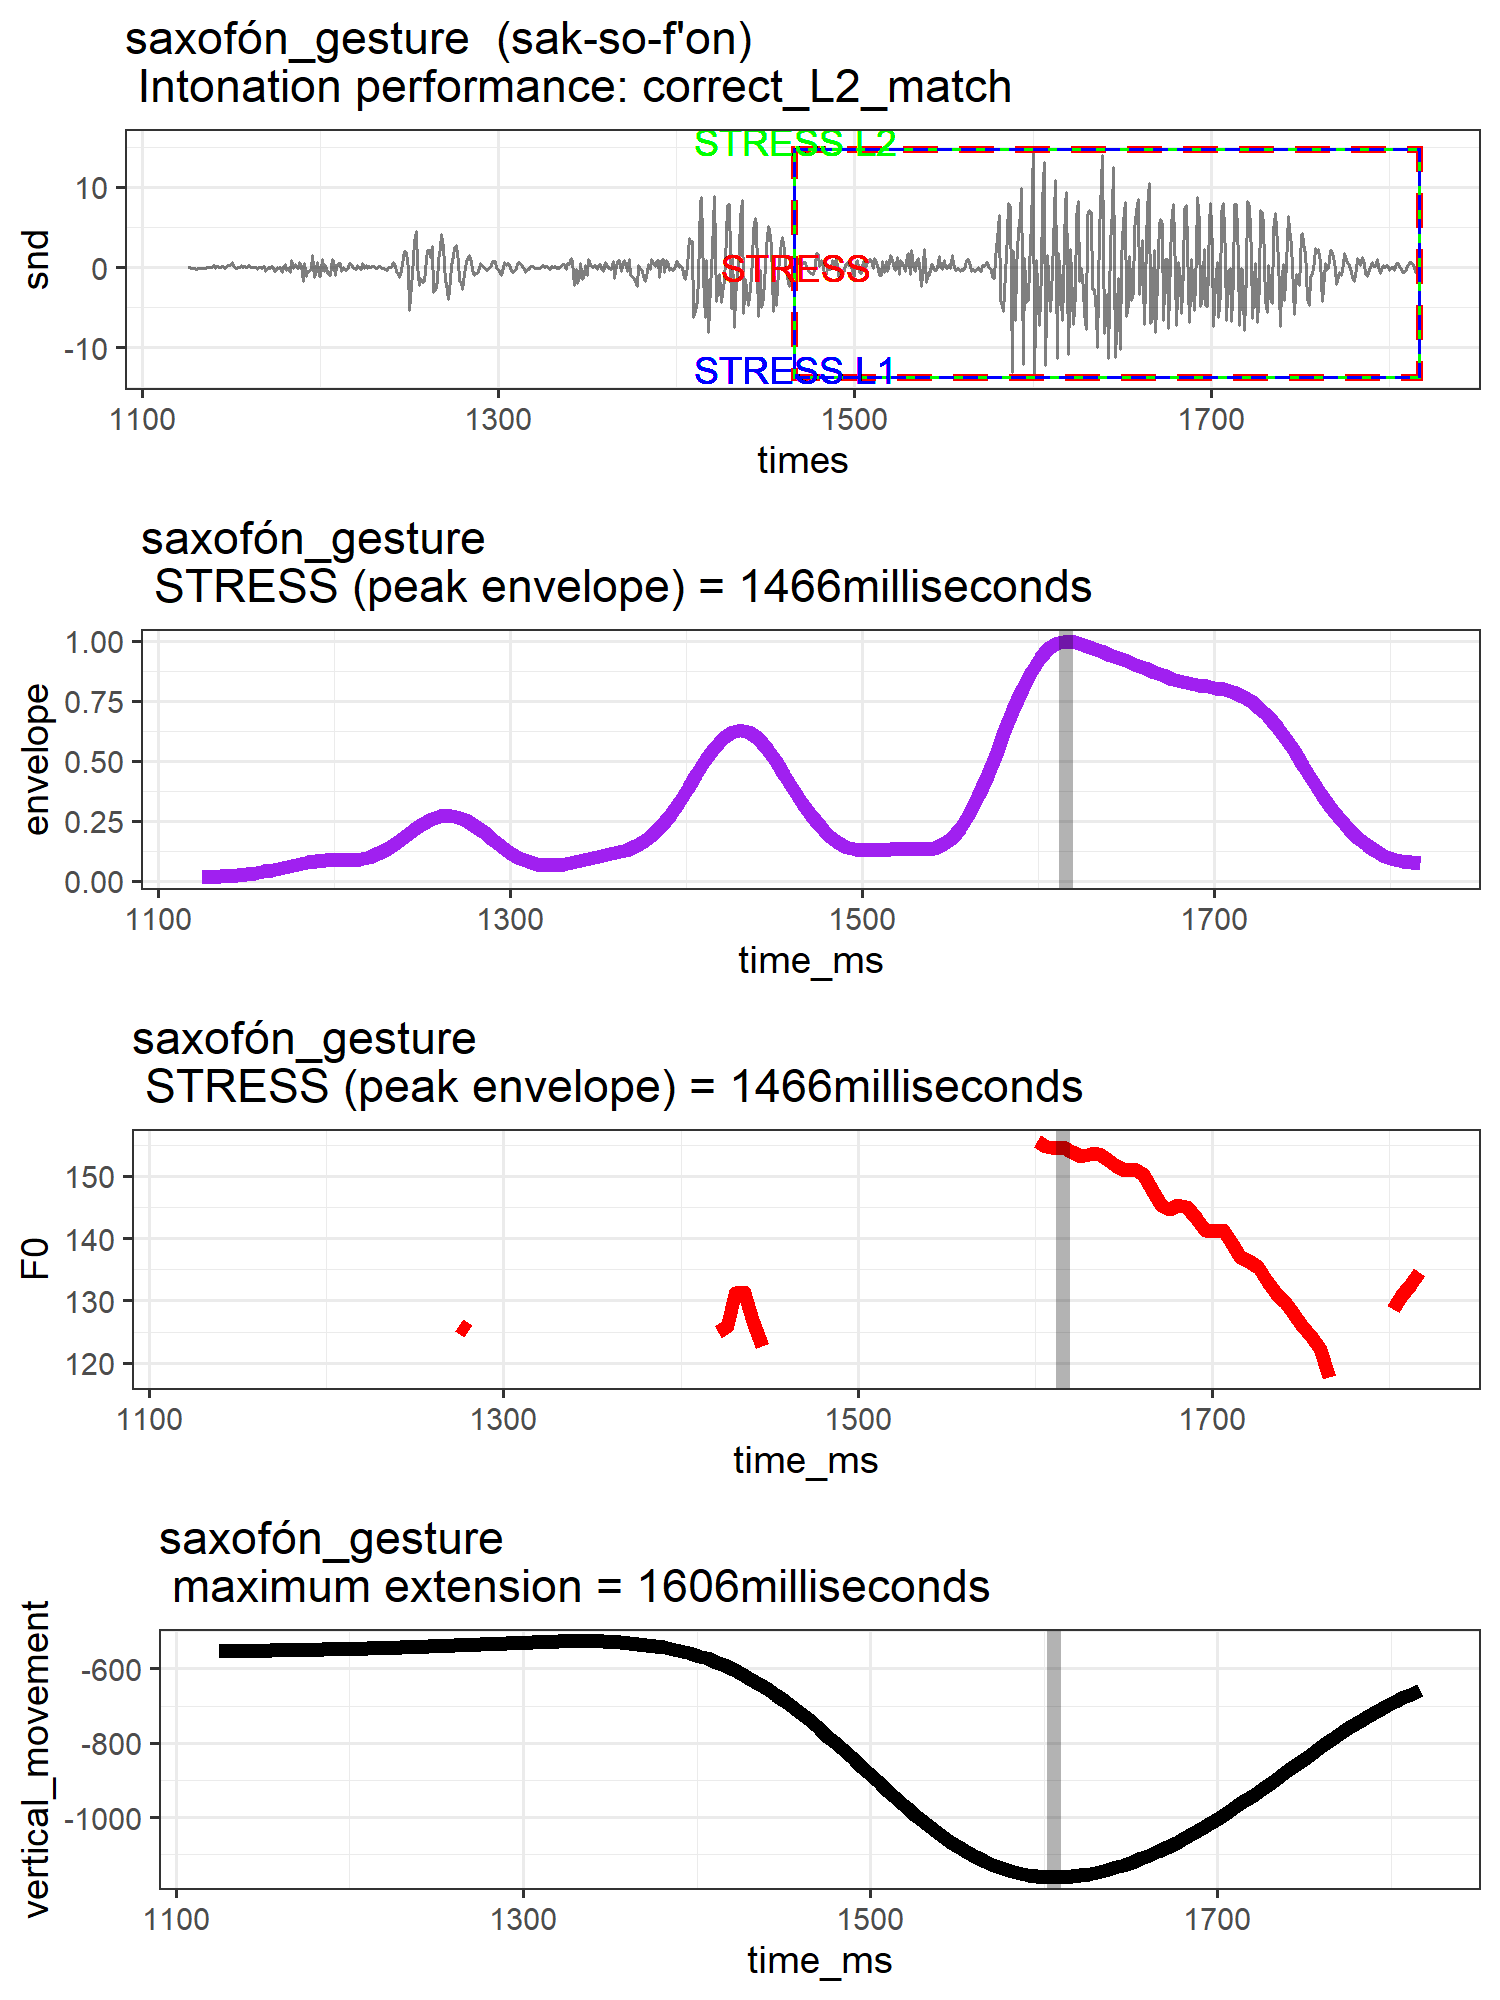 saxofón_gesture  (sak-so-f'on)
Intonation performance: correct_L2_match
STRESS L2
STRESS
STRESS L1
10
0
-10
snd
1100 1300 1500 1700
times
saxofón_gesture
STRESS (peak envelope) = 1466milliseconds
1.00
0.75
0.50
0.25
0.00
envelope
1100 1300 1500 1700
time_ms
saxofón_gesture
STRESS (peak envelope) = 1466milliseconds
150
140
130
120
F0
1100 1300 1500 1700
time_ms
saxofón_gesture
maximum extension = 1606milliseconds
-600
-800
-1000
vertical_movement
1100 1300 1500 1700
time_ms